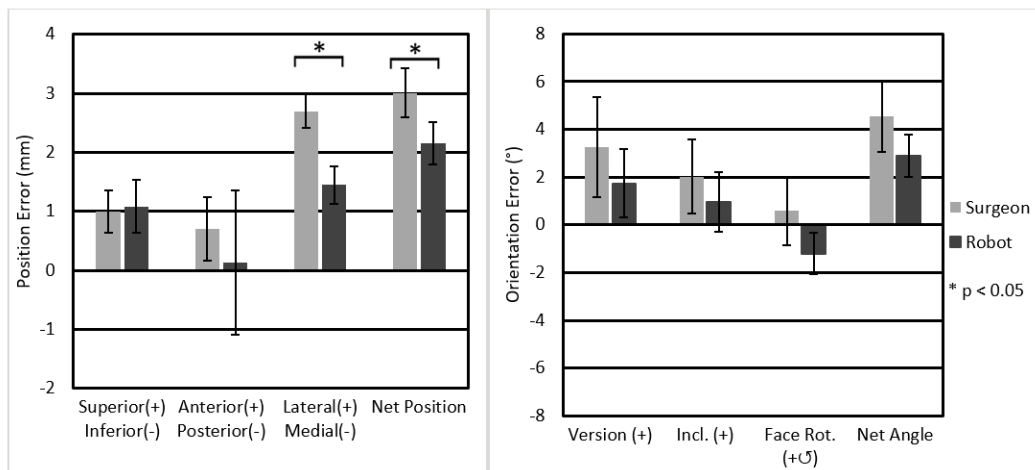 4
3
2
1
0
-1
-2
Position Error (mm)
*
*
Superior(+) Anterior(+) Lateral(+) Net Position
Inferior(-) Posterior(-) Medial(-)
8
6
4
2
0
-2
-4
-6
-8
Orientation Error (°)
Version (+) Incl. (+) Face Rot. Net Angle
(+↺)
Surgeon
Robot
* p < 0.05